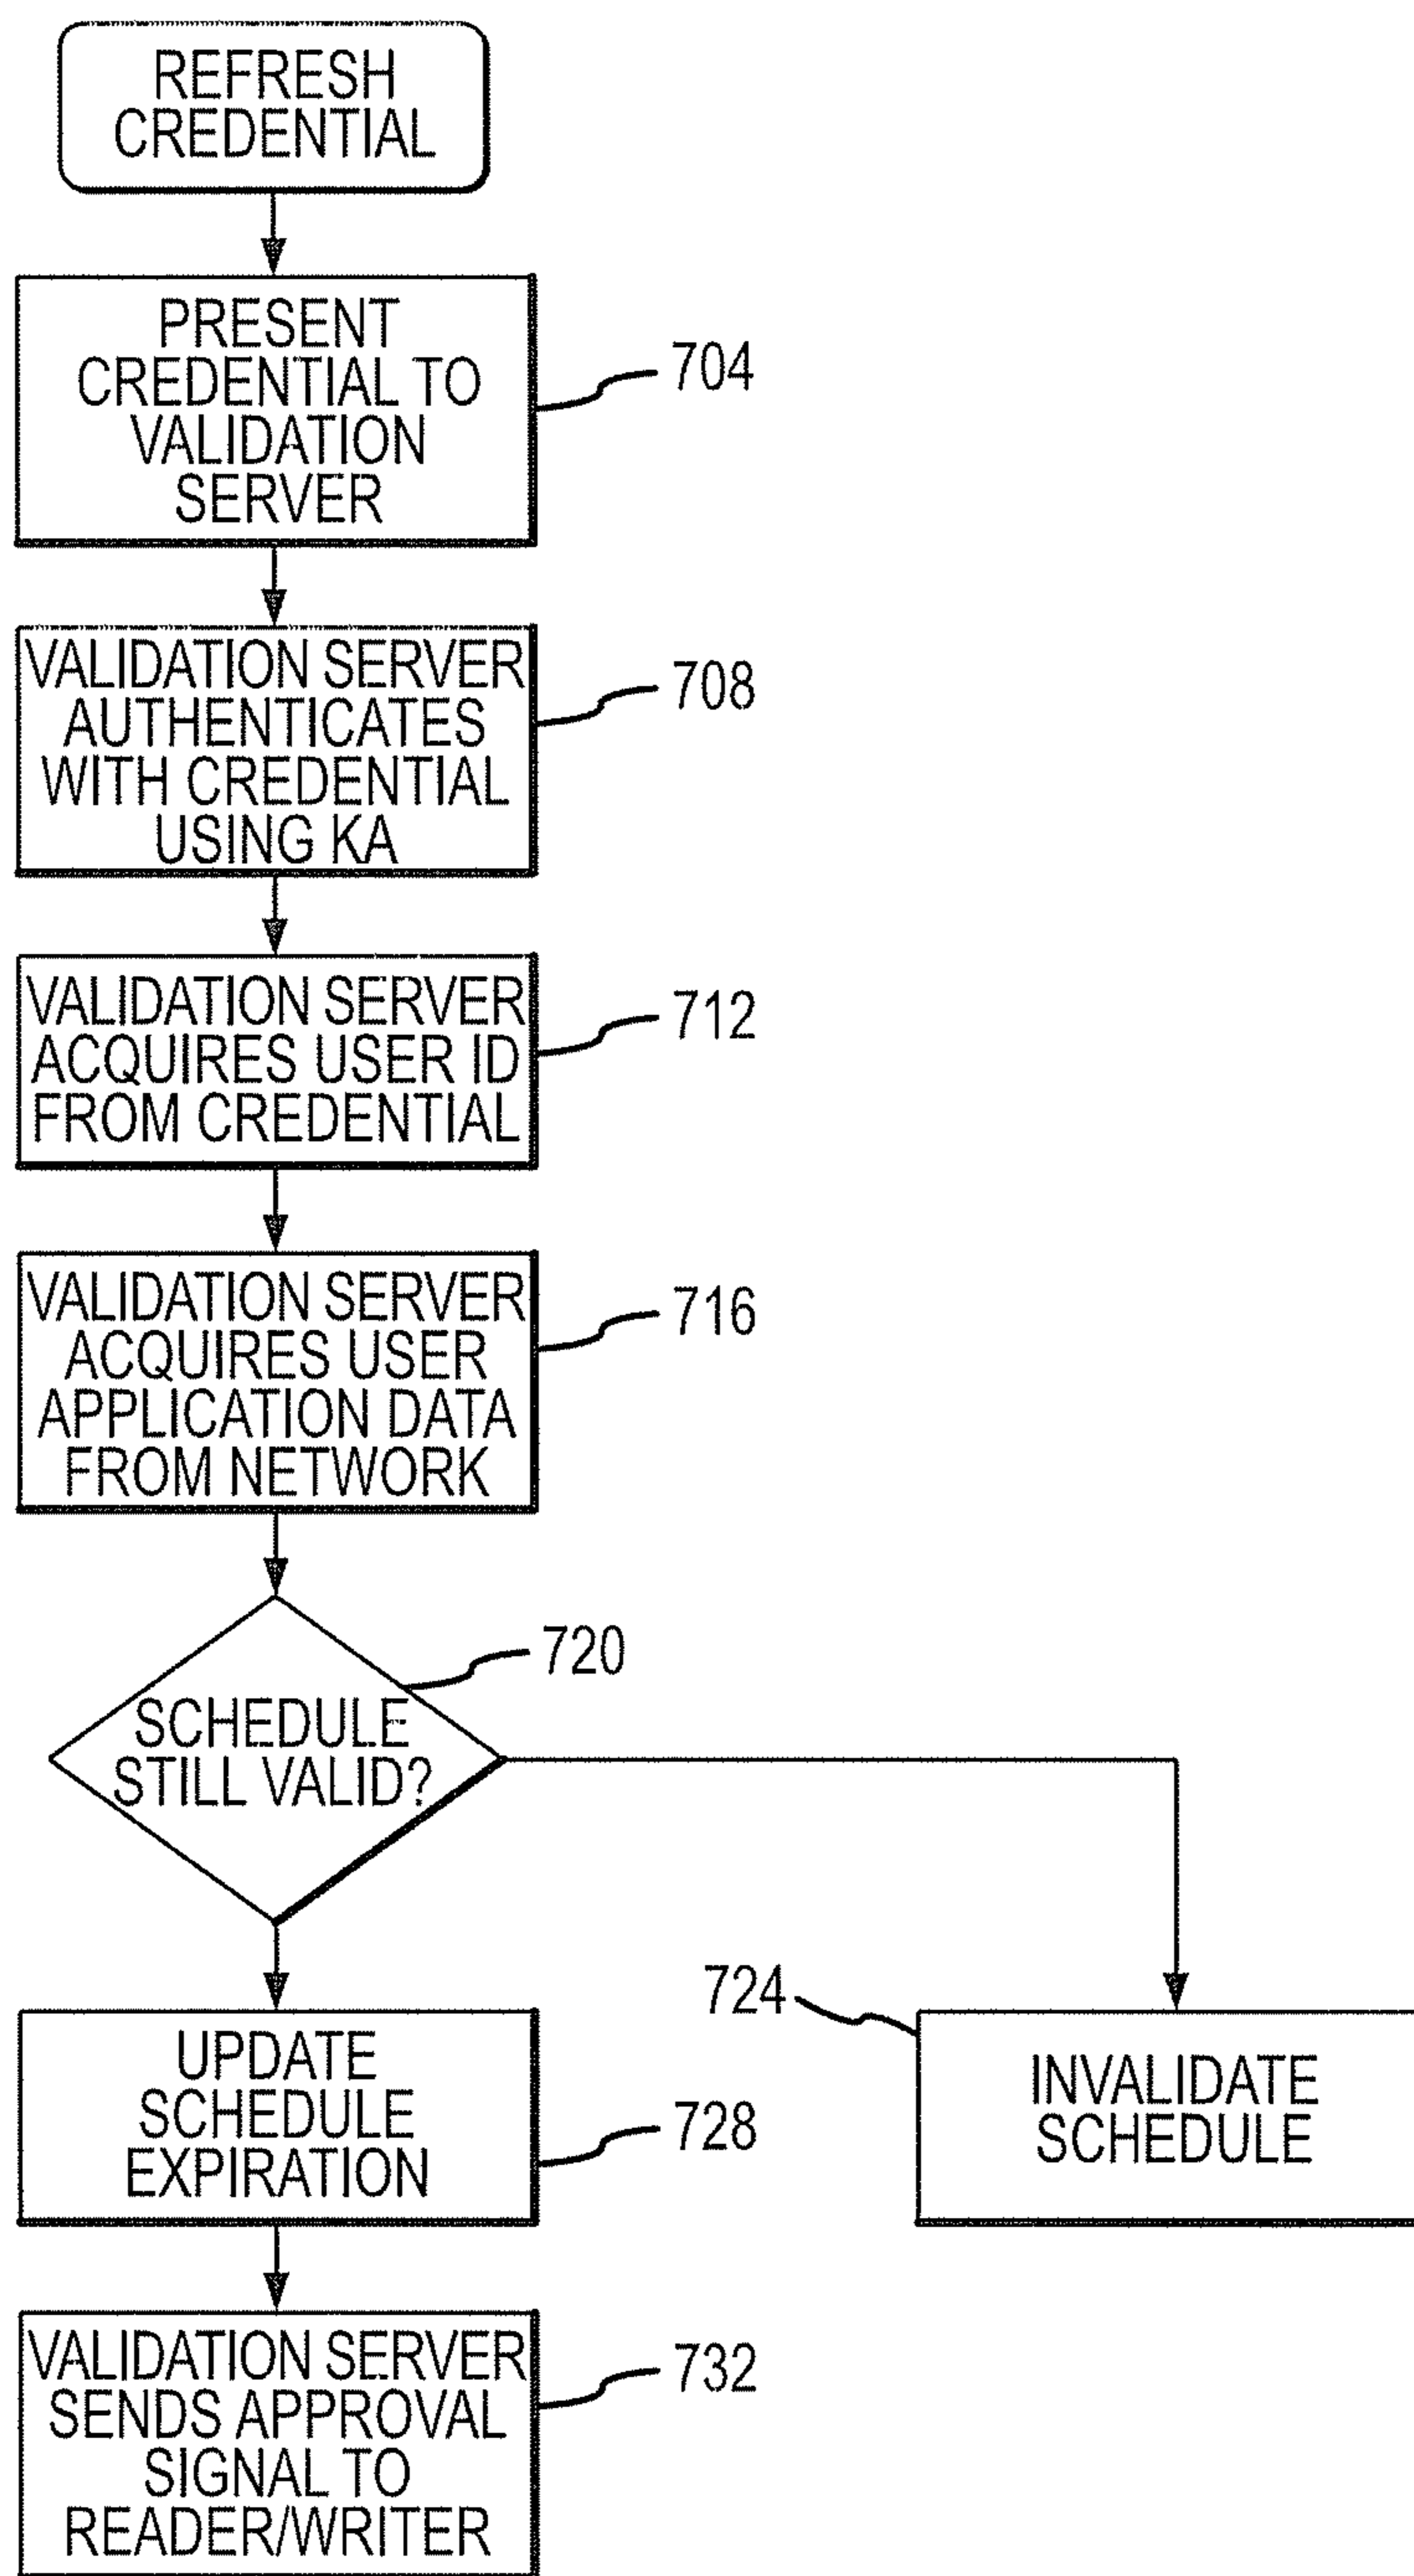 REFRESH
CREDENTIAL
PRESENT
CREDENTIAL TO
VALIDATION
SERVER
704
VALIDATION SERVER
AUTHENTICATES
WITH CREDENTIAL
USING KA
708
VALIDATION SERVER
ACQUIRES USER ID
FROM CREDENTIAL
712
VALIDATION SERVER
ACQUIRES USER
APPLICATION DATA
FROM NETWORK
716
SCHEDULE
STILL VALID?
720
724
INVALIDATE
SCHEDULE
UPDATE
SCHEDULE
EXPIRATION
728
VALIDATION SERVER
SENDS APPROVAL
SIGNAL TO
READER/WRITER
732